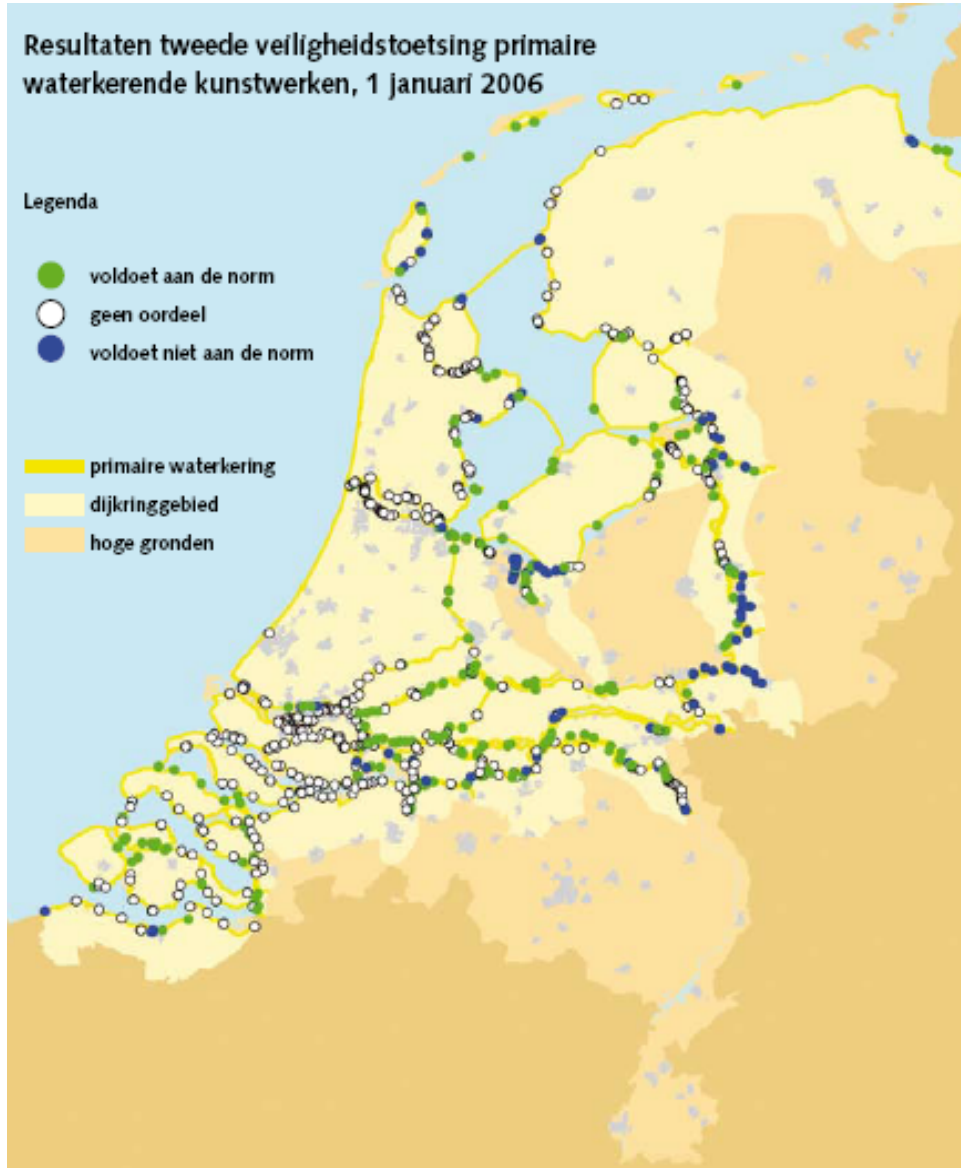 Resultaten tweede veiligheidstoetsing primaire
waterkerende kunstwerken, 1 januari 2006
Legenda
voldoet aan de norm
geen oordeel
voldoet niet aan de norm
primaire waterkering
dijkringgebied
hoge gronden